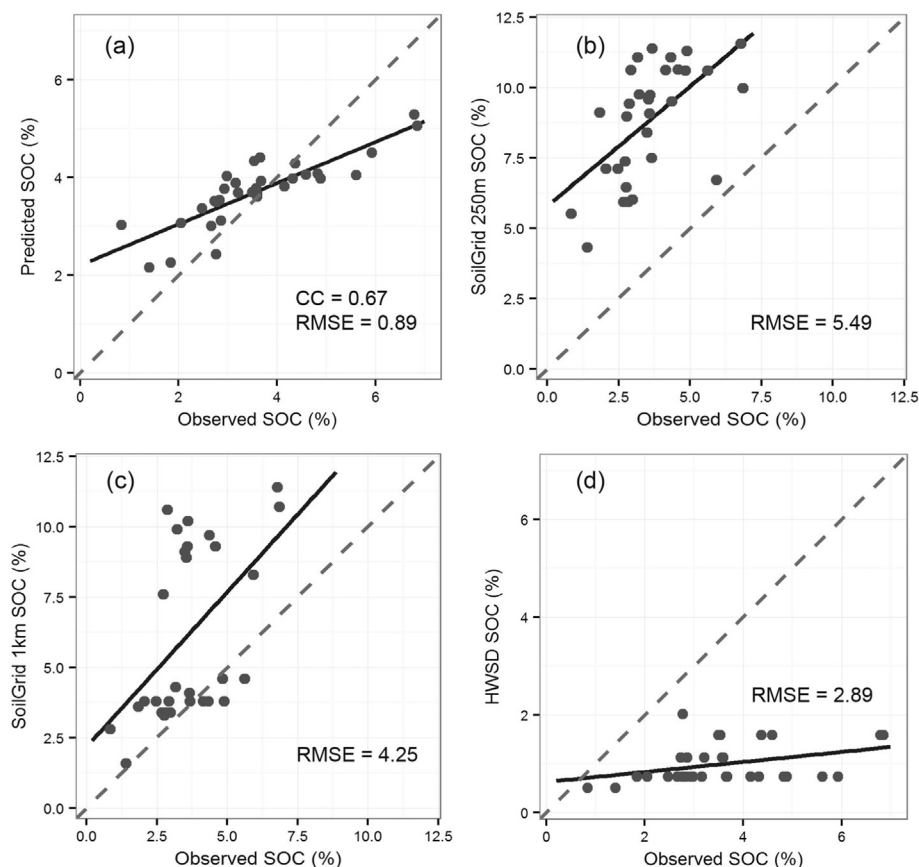 (a)
Predicted SOC (%)
6
4
2
0
CC = 0.67
RMSE = 0.89
0 2 4 6
Observed SOC (%)
(b)
SoilGrid 250m SOC (%)
12.5
10.0
7.5
5.0
2.5
0.0
RMSE = 5.49
0.0 2.5 5.0 7.5 10.0 12.5
Observed SOC (%)
(c)
SoilGrid 1km SOC (%)
12.5
10.0
7.5
5.0
2.5
0.0
RMSE = 4.25
0.0 2.5 5.0 7.5 10.0 12.5
Observed SOC (%)
(d)
HWSD SOC (%)
6
4
2
0
RMSE = 2.89
0 2 4 6
Observed SOC (%)